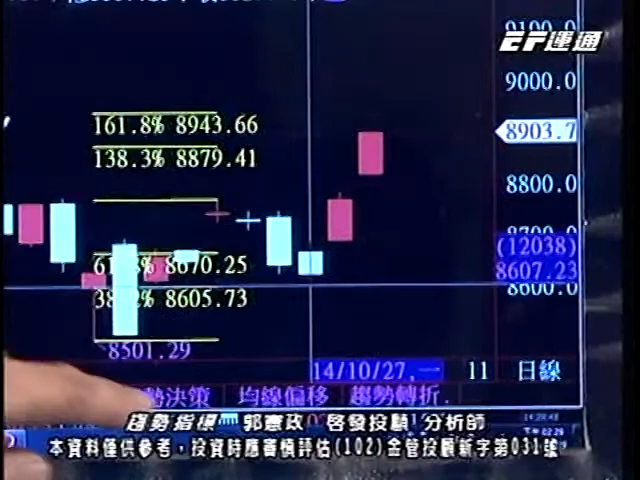 EF運通
9000.0
161.8% 8943.66
8903.7
138.3% 8879.41
8800.0
8700.0
(12038)
8670.25
8607.23
8605.73
8600.0
8501.29
14/10/27,一 11 日線
勢決策 均線偏移 趨勢轉折
趨勢指標 郭憲政 啓發投顧 分析師
本資料僅供參考，投資時應審慎評估(102)金管投顧新字第031號